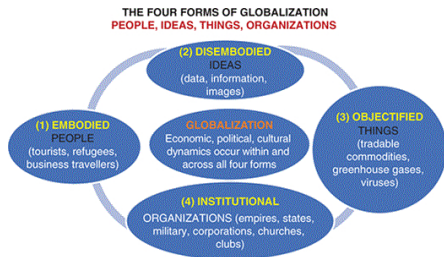 THE FOUR FORMS OF GLOBALIZATION
PEOPLE, IDEAS, THINGS, ORGANIZATIONS
(2) DISEMBODIED
IDEAS
(data, information,
images)
(1) EMBODIED
PEOPLE
(tourists, refugees,
business travellers)
GLOBALIZATION
Economic, political, cultural
dynamics occur within and
across all four forms
(3) OBJECTIFIED
THINGS
(tradable
commodities,
greenhouse gases,
viruses)
(4) INSTITUTIONAL
ORGANIZATIONS (empires, states,
military, corporations, churches,
clubs)